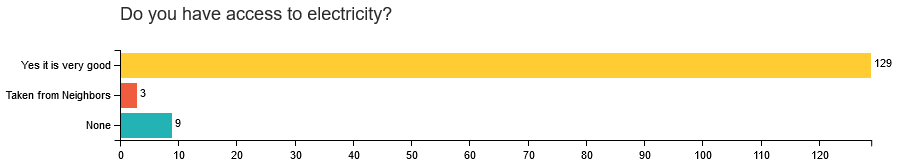 Do you have access to electricity?
Yes it is very good 129
Taken from Neighbors 3
None 9
0 10 20 30 40 50 60 70 80 90 100 110 120